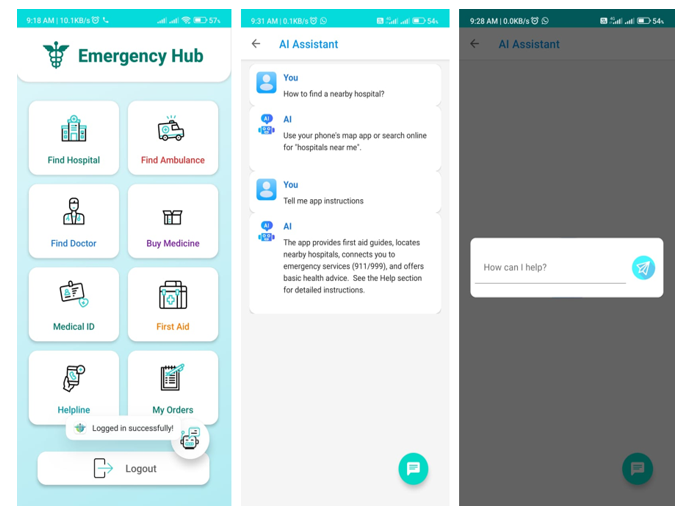 9:18 AM | 10.1KB/s
57%
Emergency Hub
Find Hospital
Find Ambulance
Find Doctor
Buy Medicine
Medical ID
First Aid
Helpline
My Orders
Logged in successfully!
Logout
9:31 AM | 0.1KB/s
54%
AI Assistant
You
How to find a nearby hospital?
AI
AI
Use your phone's map app or search online
for "hospitals near me".
You
Tell me app instructions
AI
AI
The app provides first aid guides, locates
nearby hospitals, connects you to
emergency services (911/999), and offers
basic health advice. See the Help section
for detailed instructions.
9:28 AM | 0.0KB/s
54%
AI Assistant
How can I help?